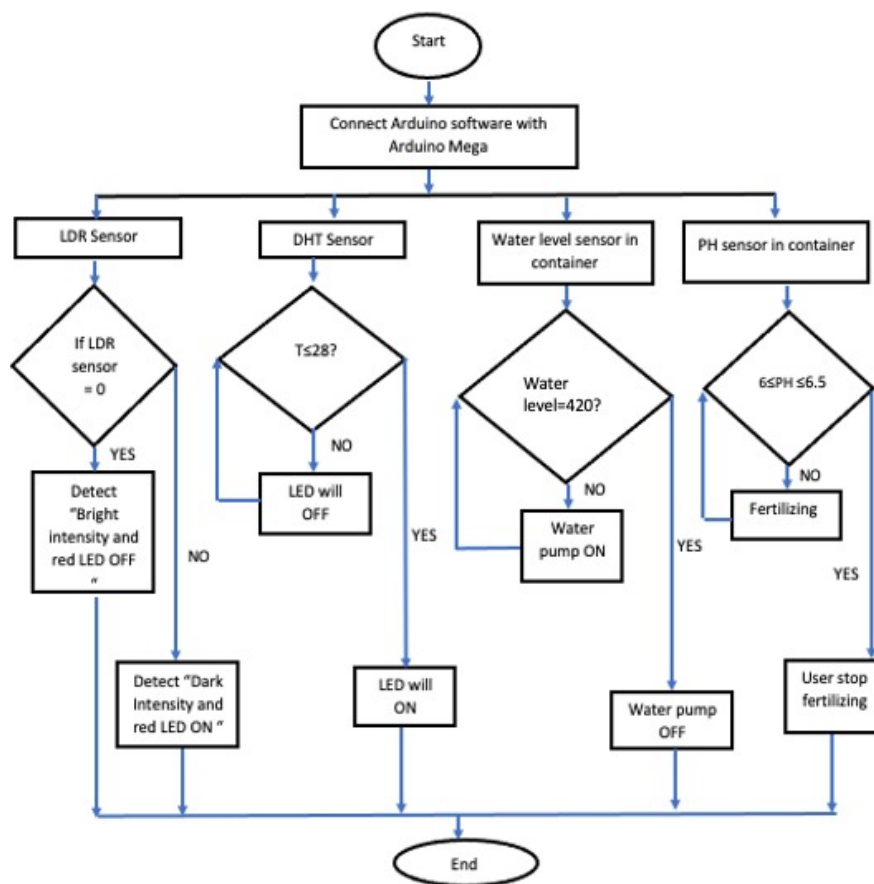 Start
Connect Arduino software with
Arduino Mega
LDR Sensor
DHT Sensor
Water level sensor in
container
PH sensor in container
If LDR
sensor
= 0
T≤28?
Water
level=420?
6≤PH ≤6.5
YES
NO
NO
NO
Detect
“Bright
intensity and
red LED OFF
“
LED will
OFF
Water
pump ON
Fertilizing
NO
YES
YES
YES
Detect “Dark
Intensity and
red LED ON “
LED will
ON
Water pump
OFF
User stop
fertilizing
End